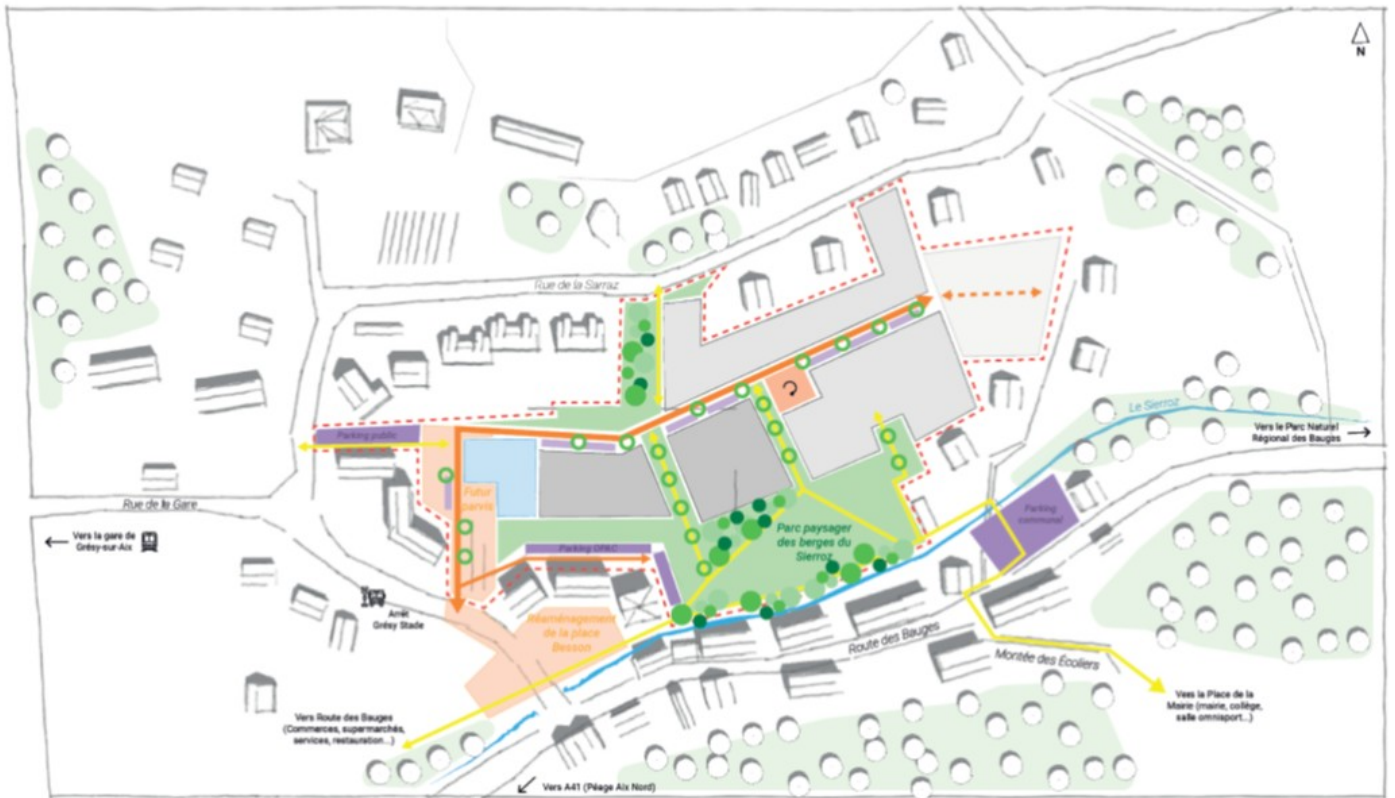 N
Rue de la Sarraz
Le Sierroz
Vers le Parc Naturel
Régional des Bauges
Parking public
Rue de la Gare
Futur
parvis
Parking
communal
Vers la gare de
Grésy-sur-Aix
Parc paysager
des berges du
Sierroz
Parking OPAC
Arrêt
Grésy Stade
Réaménagement
de la place
Besson
Route des Bauges
Montée des Écoliers
Vers la Place de la
Mairie (mairie, collège,
salle omnisport...)
Vers Route des Bauges
(Commerces, supermarchés,
services, restauration...)
Vers A41 (Péage Aix Nord)